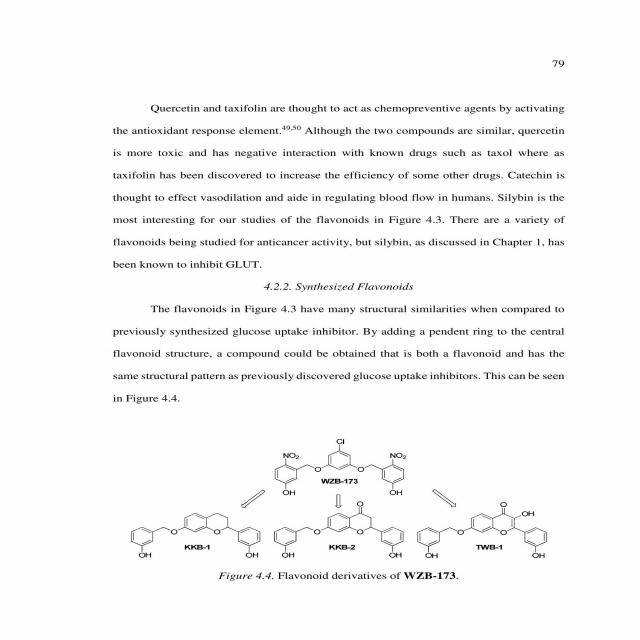 79
Quercetin and taxifolin are thought to act as chemopreventive agents by activating
the antioxidant response element.49,50 Although the two compounds are similar, quercetin
is more toxic and has negative interaction with known drugs such as taxol where as
taxifolin has been discovered to increase the efficiency of some other drugs. Catechin is
thought to effect vasodilation and aide in regulating blood flow in humans. Silybin is the
most interesting for our studies of the flavonoids in Figure 4.3. There are a variety of
flavonoids being studied for anticancer activity, but silybin, as discussed in Chapter 1, has
been known to inhibit GLUT.
4.2.2. Synthesized Flavonoids
The flavonoids in Figure 4.3 have many structural similarities when compared to
previously synthesized glucose uptake inhibitor. By adding a pendent ring to the central
flavonoid structure, a compound could be obtained that is both a flavonoid and has the
same structural pattern as previously discovered glucose uptake inhibitors. This can be seen
in Figure 4.4.
Cl
NO2 NO2
O O
WZB-173
OH OH
O O
OH
O O O O O O
KKB-1 KKB-2 TWB-1
OH OH OH OH OH OH
Figure 4.4. Flavonoid derivatives of WZB-173.